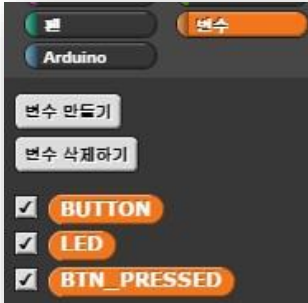 펜 변수
Arduino
변수 만들기
변수 삭제하기
BUTTON
LED
BTN_PRESSED